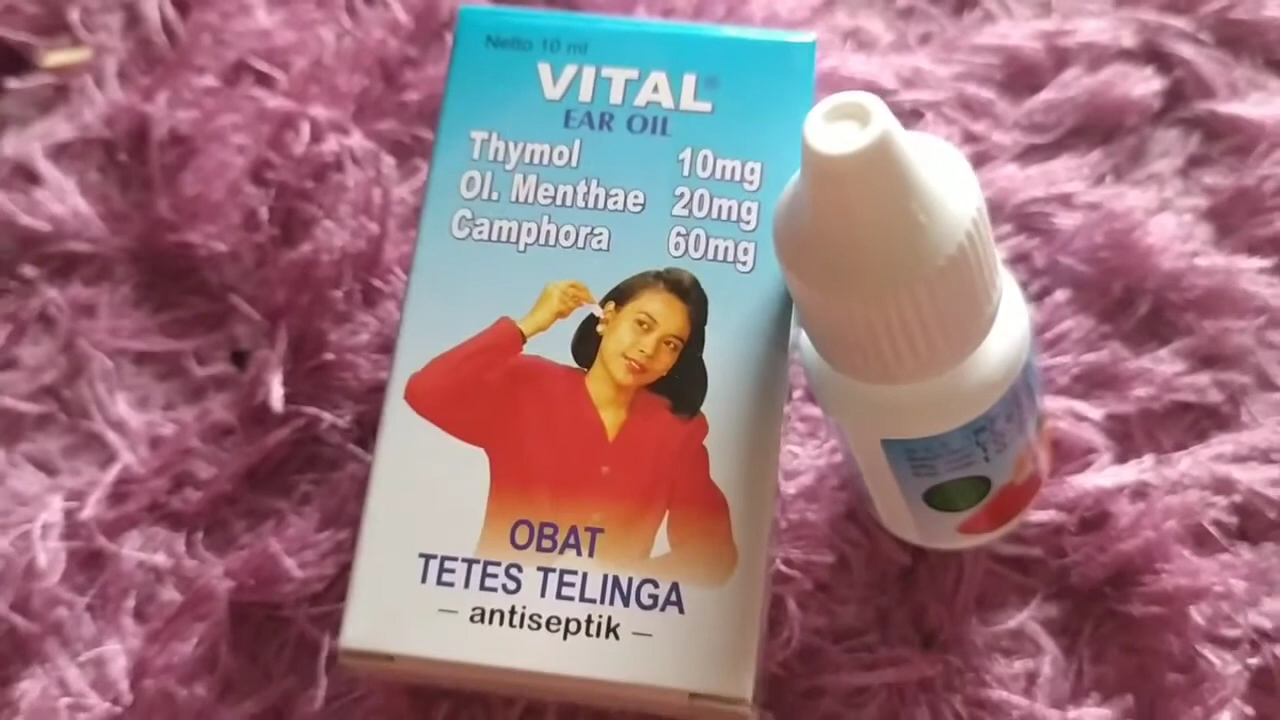 Netto 10 ml
VITAL®
EAR OIL
Thymol 10mg
Ol. Menthae 20mg
Camphora 60mg
OBAT
TETES TELINGA
– antiseptik –